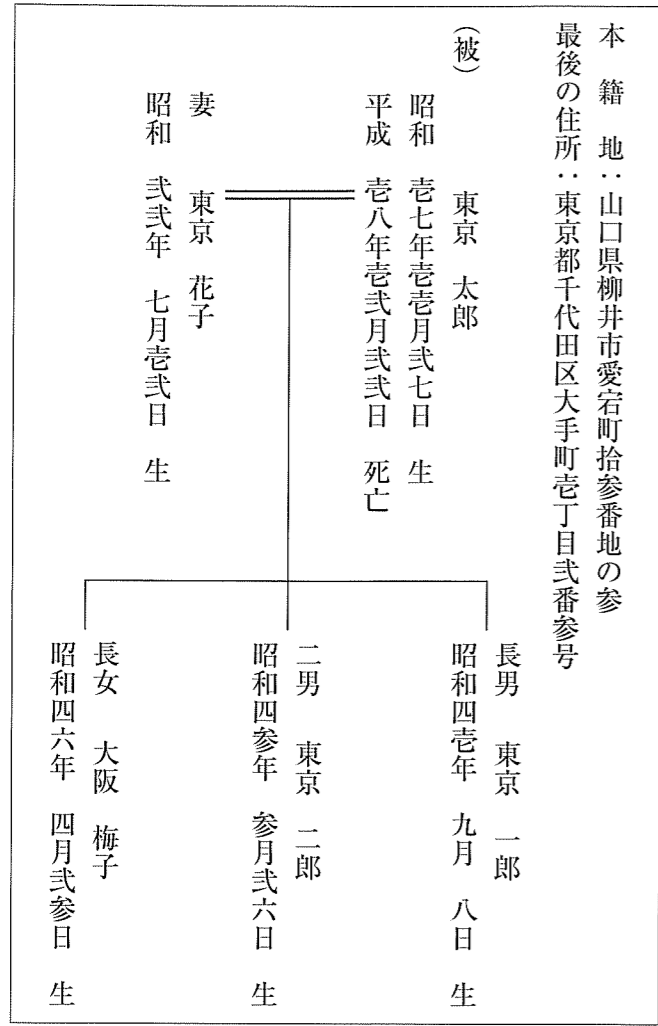 本籍地：山口県柳井市愛宕町拾参番地の参
最後の住所：東京都千代田区大手町壱丁目弐番参号
（被）　東京　太郎
昭和　壱七年壱壱月弐七日　生
平成　壱八年壱弐月弐弐日　死亡
妻　東京　花子
昭和　弐弐年　七月壱弐日　生
長男　東京　一郎
昭和四壱年　九月　八日　生
二男　東京　二郎
昭和四参年　参月弐六日　生
長女　大阪　梅子
昭和四六年　四月弐参日　生